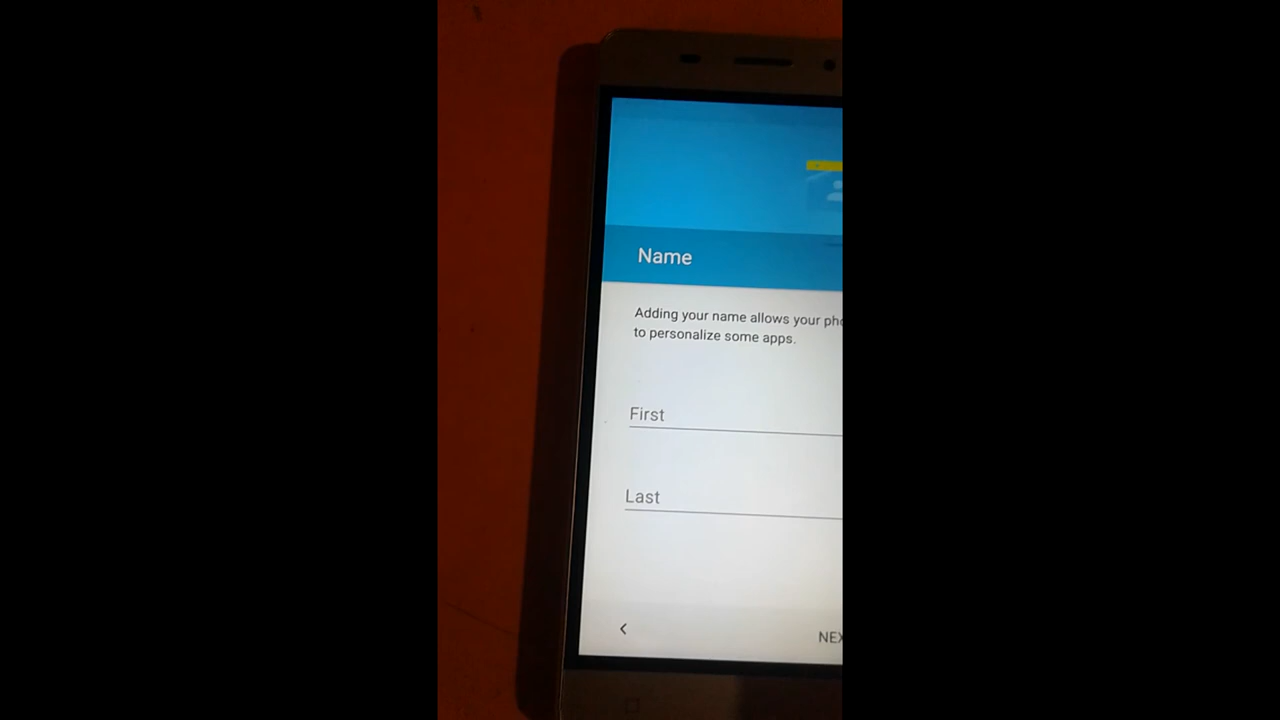 Name
Adding your name allows your
to personalize some apps.
First
Last